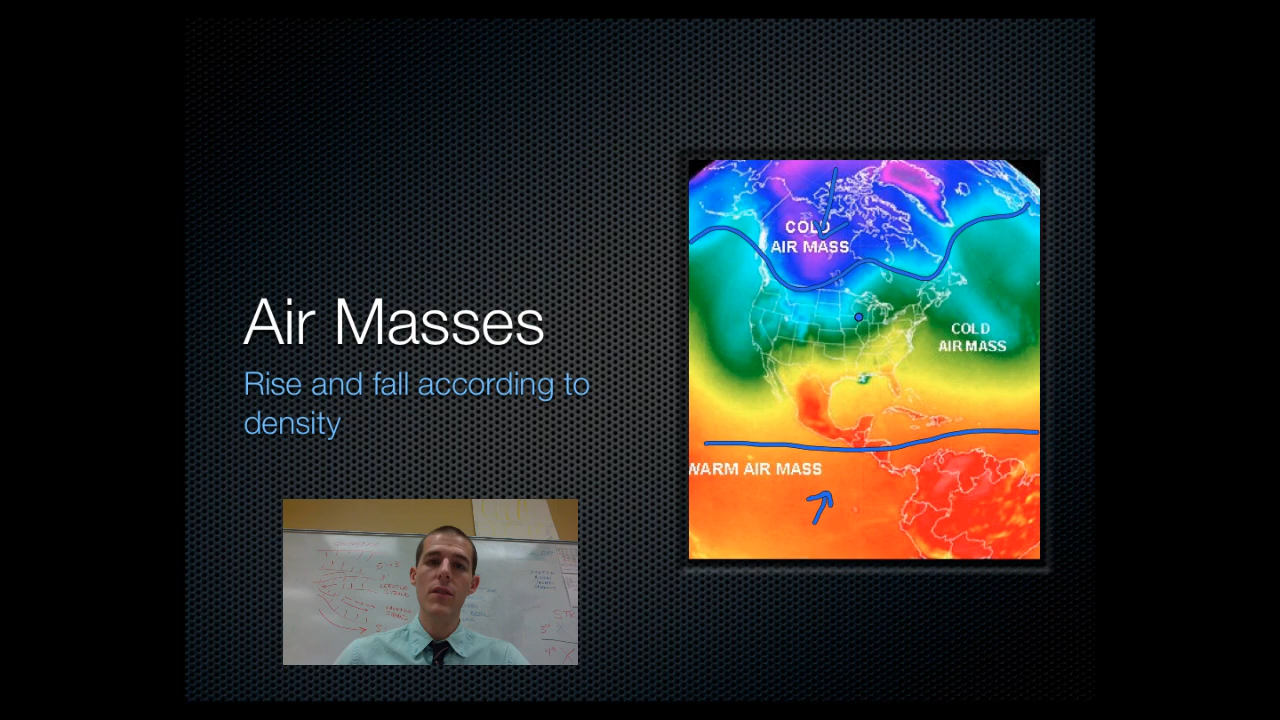 Air Masses
Rise and fall according to
density
COLD
AIR MASS
COLD
AIR MASS
WARM AIR MASS